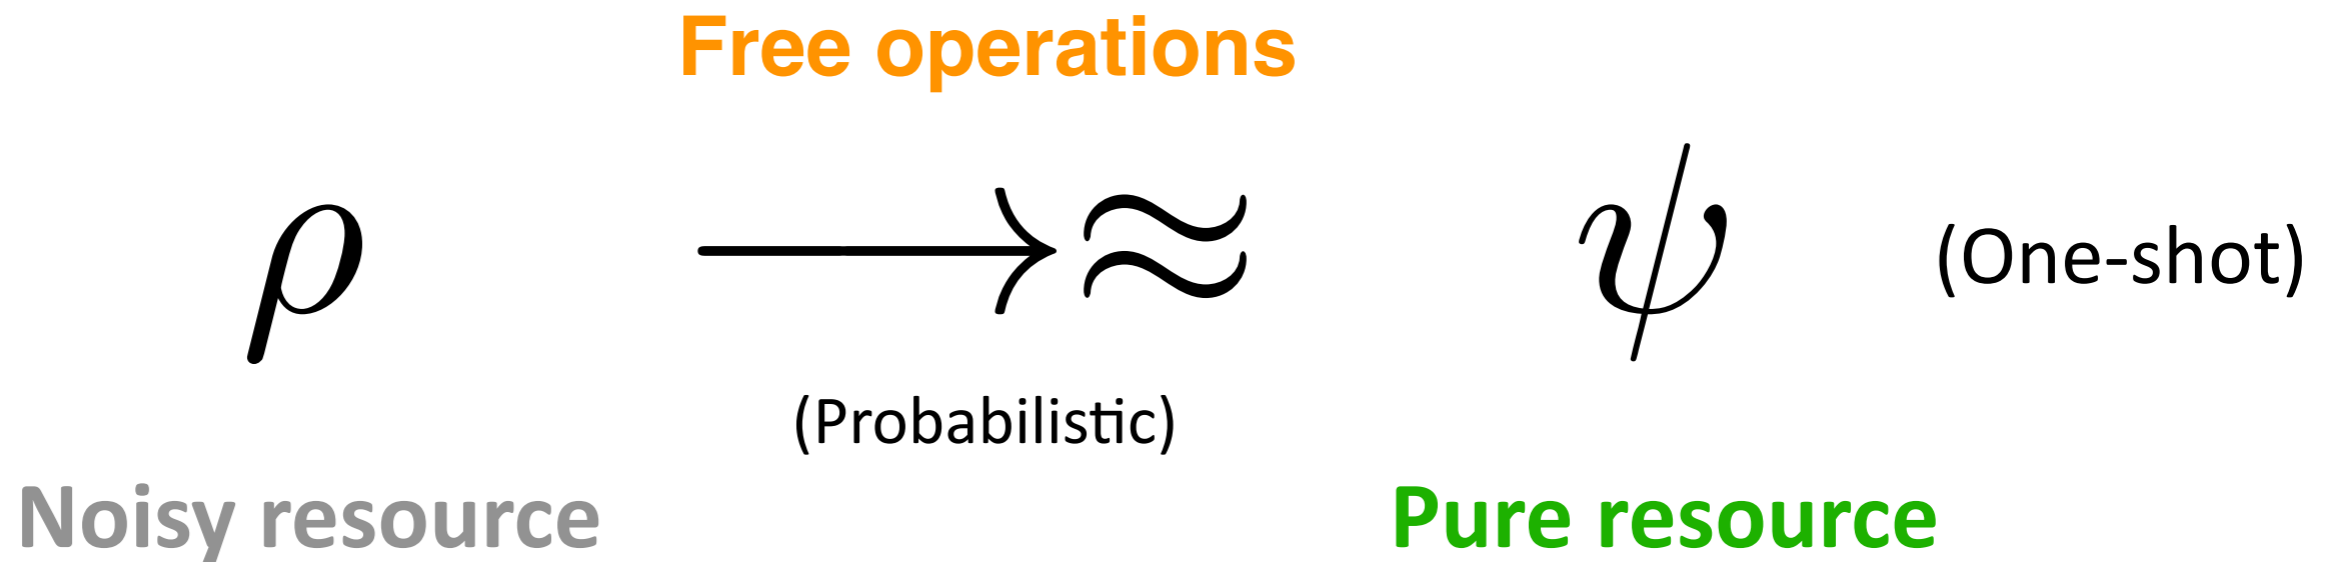 Free operations
ρ ⟶ ≈ ψ (One-shot)
(Probabilistic)
Noisy resource Pure resource